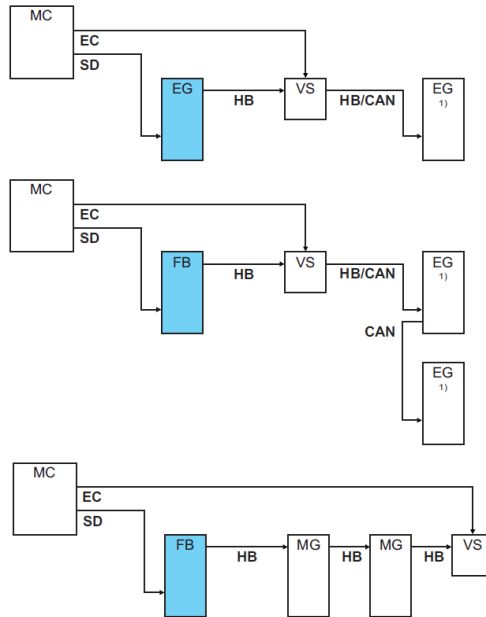 MC
EC
SD
EG
HB
VS
HB/CAN
EG
1)
MC
EC
SD
FB
HB
VS
HB/CAN
EG
1)
CAN
EG
1)
MC
EC
SD
FB
HB
MG
HB
MG
HB
VS